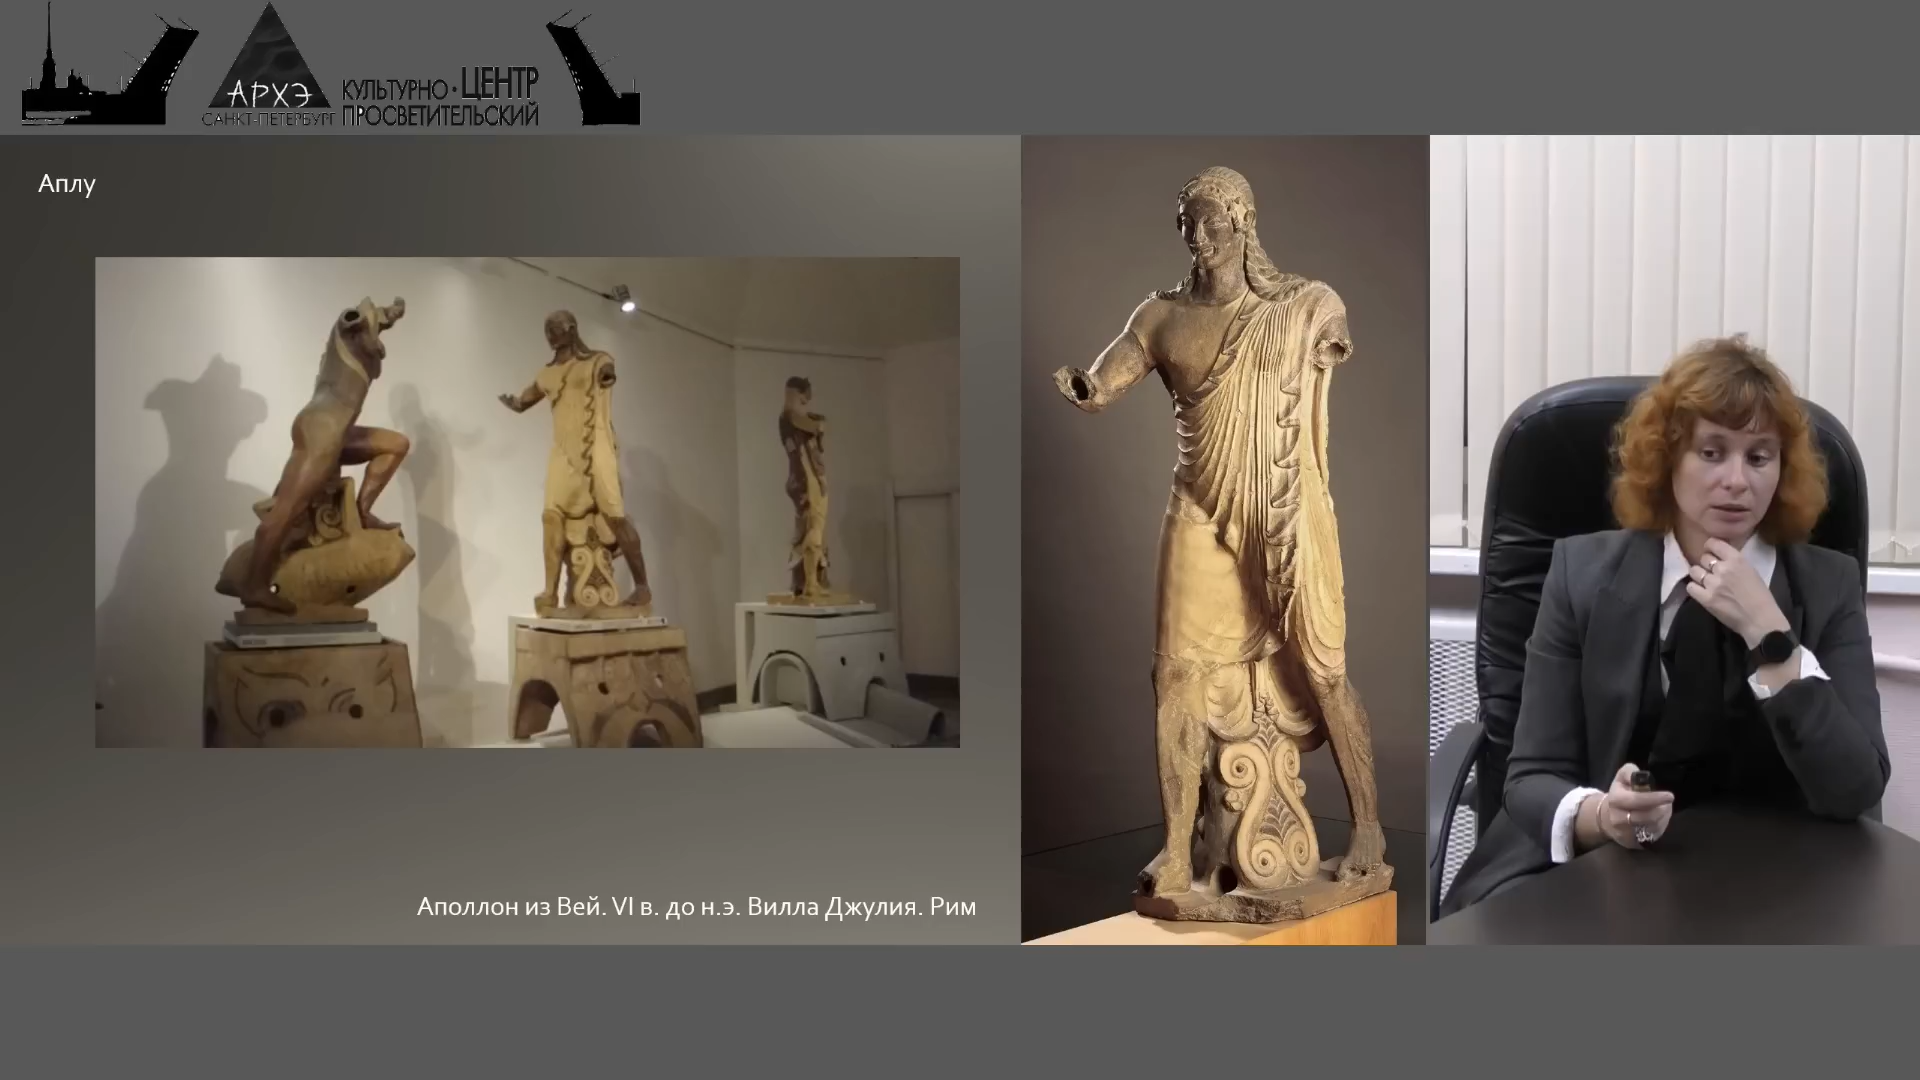 АРХЭ
САНКТ-ПЕТЕРБУРГ
КУЛЬТУРНО·ЦЕНТР
ПРОСВЕТИТЕЛЬСКИЙ
Аплу
Аполлон из Вей. VI в. до н.э. Вилла Джулия. Рим